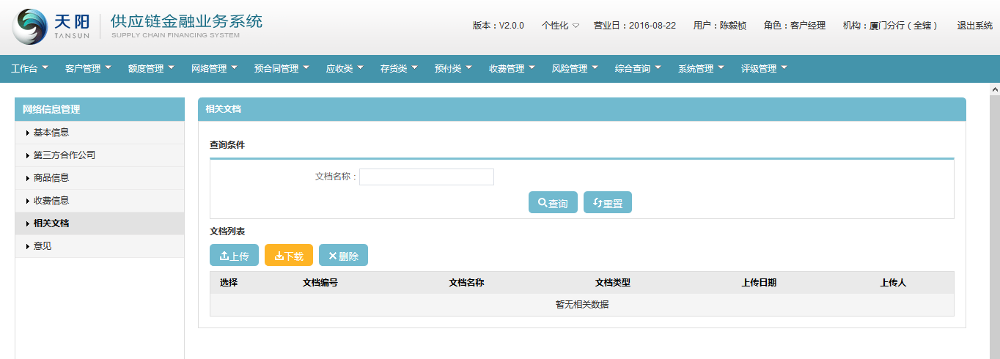 天阳
TANSUN
供应链金融业务系统
SUPPLY CHAIN FINANCING SYSTEM
版本：V2.0.0 个性化 营业日：2016-08-22 用户：陈毅桢 角色：客户经理 机构：厦门分行（全辖） 退出系统
工作台 客户管理 额度管理 网络管理 预合同管理 应收类 存货类 预付类 收费管理 风险管理 综合查询 系统管理 评级管理
网络信息管理
基本信息
第三方合作公司
商品信息
收费信息
相关文档
意见
相关文档
查询条件
文档名称：
查询 重置
文档列表
上传 下载 删除
选择 文档编号 文档名称 文档类型 上传日期 上传人
暂无相关数据